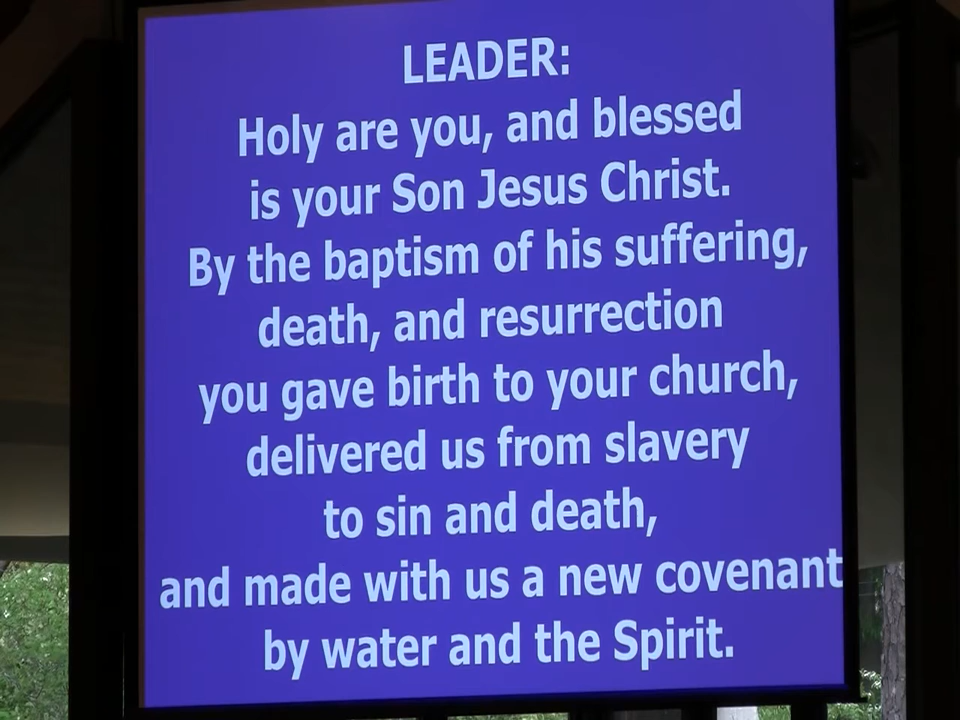 LEADER:
Holy are you, and blessed
is your Son Jesus Christ.
By the baptism of his suffering,
death, and resurrection
you gave birth to your church,
delivered us from slavery
to sin and death,
and made with us a new covenant
by water and the Spirit.